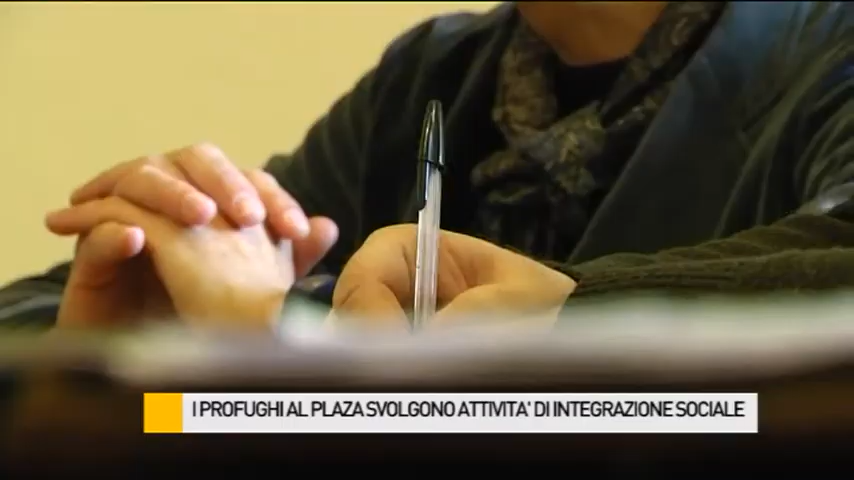 I PROFUGHI AL PLAZA SVOLGONO ATTIVITA' DI INTEGRAZIONE SOCIALE